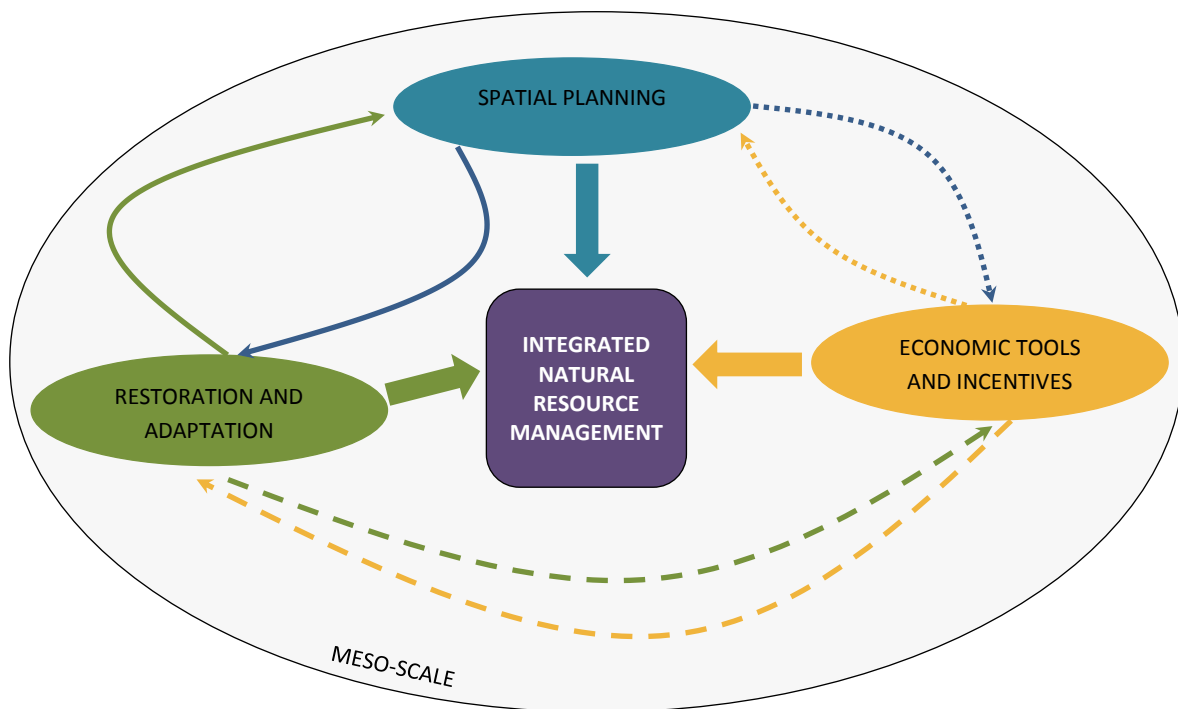 SPATIAL PLANNING
INTEGRATED
NATURAL
RESOURCE
MANAGEMENT
ECONOMIC TOOLS
AND INCENTIVES
RESTORATION AND
ADAPTATION
MESO-SCALE